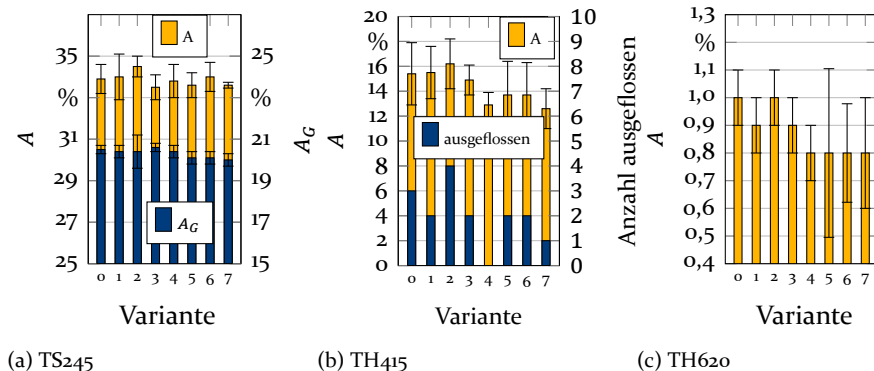 A
35
%
31
29
27
25
A
A_G
0 1 2 3 4 5 6 7
Variante
25
%
21
19
17
15
A_G
(a) TS245
20
%
16
14
12
10
8
6
4
2
0
A
A
ausgeflossen
0 1 2 3 4 5 6 7
Variante
10
9
8
7
6
5
4
3
2
1
0
Anzahl ausgeflossen
(b) TH415
1,3
%
1,1
1,0
0,9
0,8
0,7
0,6
0,5
0,4
A
0 1 2 3 4 5 6 7
Variante
(c) TH620